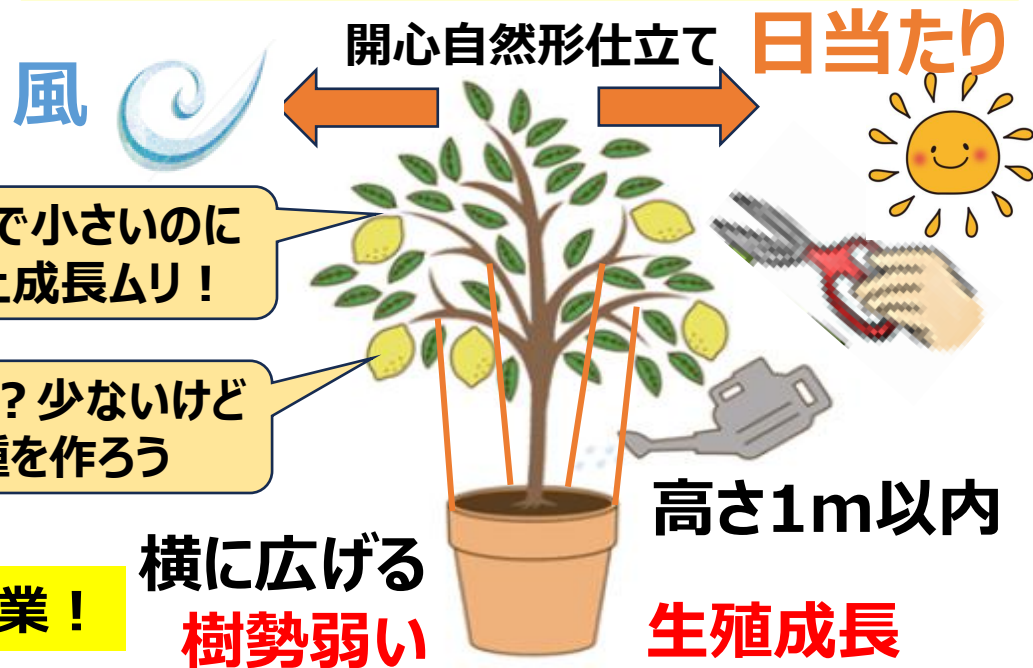 開心自然形仕立て
日当たり
風
で小さいのに
成長ムリ！
？少ないけど
を作ろう
高さ1m以内
横に広げる
業！
樹勢弱い
生殖成長